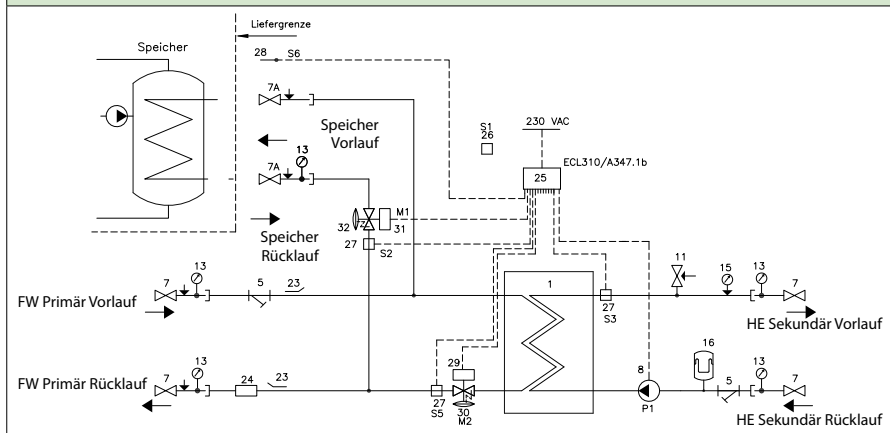 Liefergrenze
Speicher
28 S6
7A
Speicher
Vorlauf
S1
26
230 VAC
13
ECL310/A347.1b
7A
25
M1
32
31
Speicher
Rücklauf
27
S2
13
7
5
23
1
11
15
13
7
FW Primär Vorlauf
27
S3
HE Sekundär Vorlauf
29
8
16
13
7
24
23
5
13
7
FW Primär Rücklauf
27
S5
30
M2
P1
HE Sekundär Rücklauf